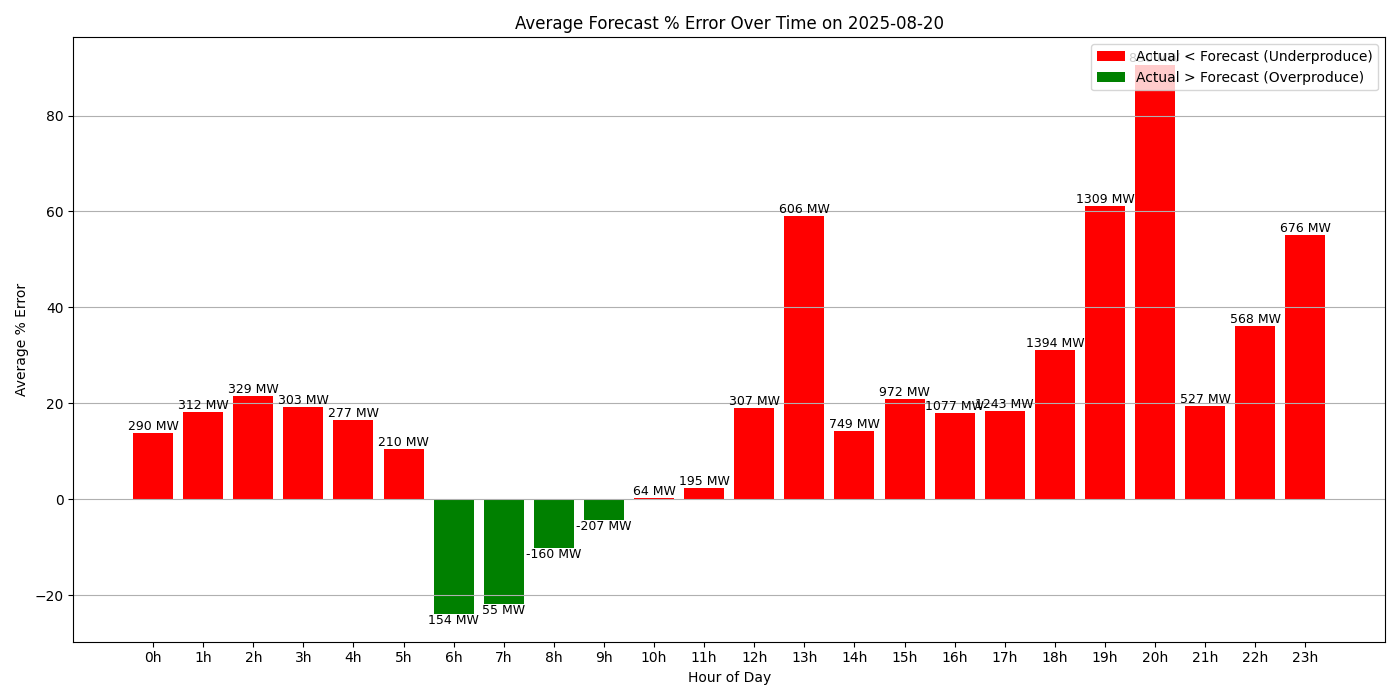 Average Forecast % Error Over Time on 2025-08-20
Actual < Forecast (Underproduce)
Actual > Forecast (Overproduce)
Average % Error
80
60
40
20
0
−20
290 MW
312 MW
329 MW
303 MW
277 MW
210 MW
154 MW
55 MW
-160 MW
-207 MW
64 MW
195 MW
307 MW
606 MW
749 MW
972 MW
1077 MW
1243 MW
1394 MW
1309 MW
527 MW
568 MW
676 MW
0h 1h 2h 3h 4h 5h 6h 7h 8h 9h 10h 11h 12h 13h 14h 15h 16h 17h 18h 19h 20h 21h 22h 23h
Hour of Day